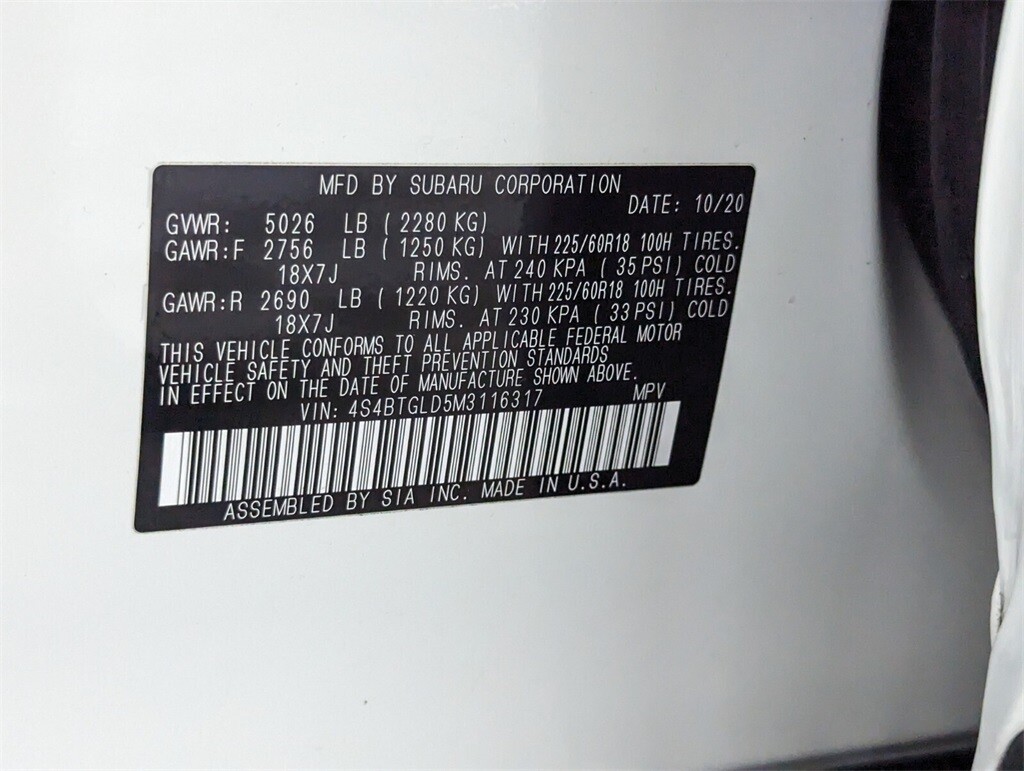 MFD BY SUBARU CORPORATION
DATE: 10/20
GVWR: 5026 LB ( 2280 KG)
GAWR:F 2756 LB ( 1250 KG) WITH 225/60R18 100H TIRES.
18X7J RIMS. AT 240 KPA ( 35 PSI) COLD
GAWR:R 2690 LB ( 1220 KG) WITH 225/60R18 100H TIRES.
18X7J RIMS. AT 230 KPA ( 33 PSI) COLD
THIS VEHICLE CONFORMS TO ALL APPLICABLE FEDERAL MOTOR
VEHICLE SAFETY AND THEFT PREVENTION STANDARDS
IN EFFECT ON THE DATE OF MANUFACTURE SHOWN ABOVE.
VIN: 4S4BTGLD5M3116317 MPV
ASSEMBLED BY SIA INC. MADE IN U.S.A.